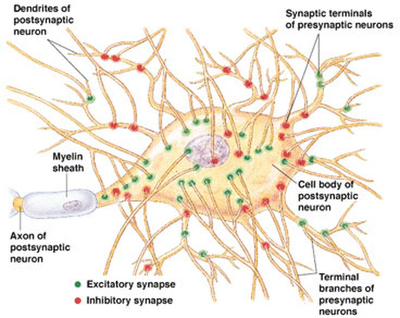 Dendrites of
postsynaptic
neuron
Synaptic terminals
of presynaptic neurons
Myelin
sheath
Cell body of
postsynaptic
neuron
Axon of
postsynaptic
neuron
Excitatory synapse
Inhibitory synapse
Terminal
branches of
presynaptic
neurons